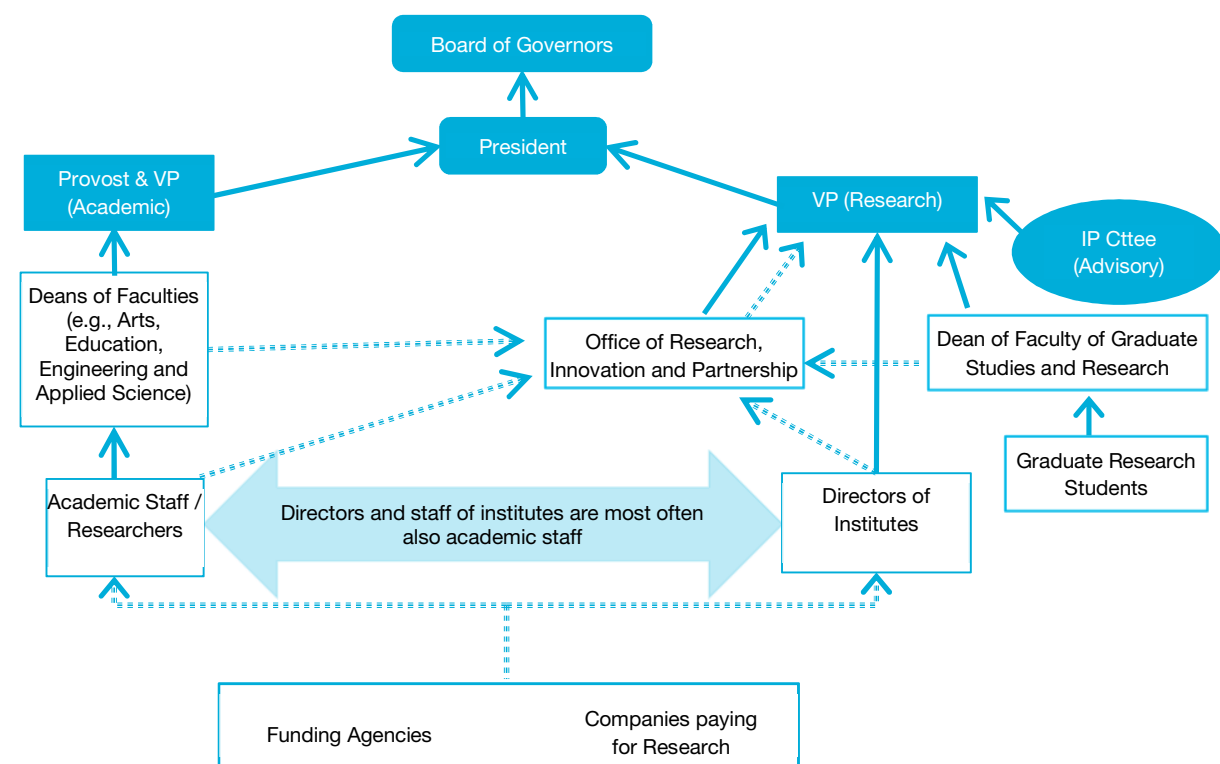 Board of Governors
President
Provost & VP
(Academic)
VP (Research)
IP Cttee
(Advisory)
Deans of Faculties
(e.g., Arts,
Education,
Engineering and
Applied Science)
Office of Research,
Innovation and Partnership
Dean of Faculty of Graduate
Studies and Research
Graduate Research
Students
Academic Staff /
Researchers
Directors and staff of institutes are most often
also academic staff
Directors of
Institutes
Funding Agencies
Companies paying
for Research